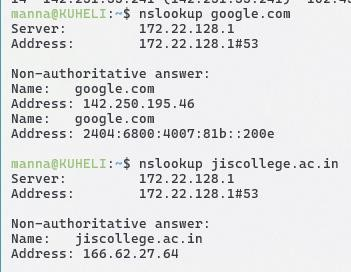 manna@KUHELI:~$ nslookup google.com
Server:         172.22.128.1
Address:        172.22.128.1#53

Non-authoritative answer:
Name:   google.com
Address: 142.250.195.46
Name:   google.com
Address: 2404:6800:4007:81b::200e

manna@KUHELI:~$ nslookup jiscollege.ac.in
Server:         172.22.128.1
Address:        172.22.128.1#53

Non-authoritative answer:
Name:   jiscollege.ac.in
Address: 166.62.27.64